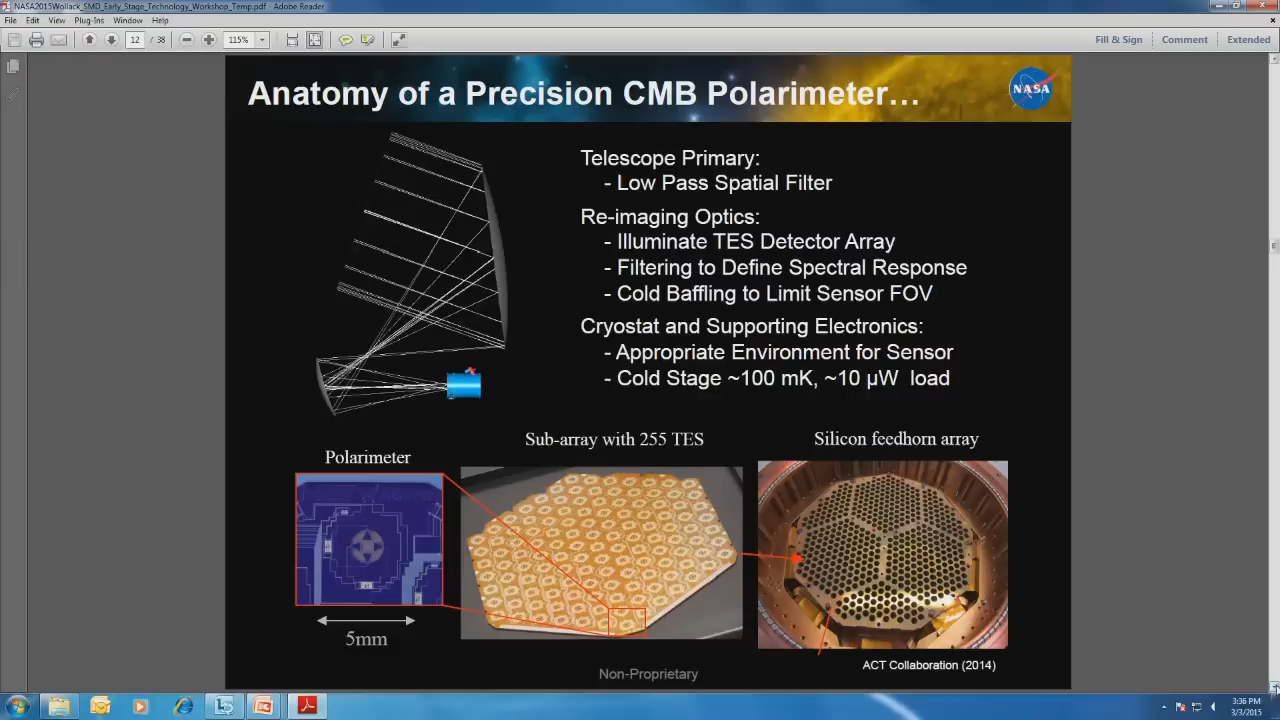 NASA2015Wollack_SMD_Early_Stage_Technology_Workshop_Temp.pdf - Adobe Reader
File Edit View Plug-Ins Window Help
12 / 38 115% Fill & Sign Comment Extended
Anatomy of a Precision CMB Polarimeter…
NASA
Telescope Primary:
- Low Pass Spatial Filter
Re-imaging Optics:
- Illuminate TES Detector Array
- Filtering to Define Spectral Response
- Cold Baffling to Limit Sensor FOV
Cryostat and Supporting Electronics:
- Appropriate Environment for Sensor
- Cold Stage ~100 mK, ~10 µW load
Polarimeter
Sub-array with 255 TES
Silicon feedhorn array
5mm
ACT Collaboration (2014)
Non-Proprietary
3:36 PM
3/3/2015